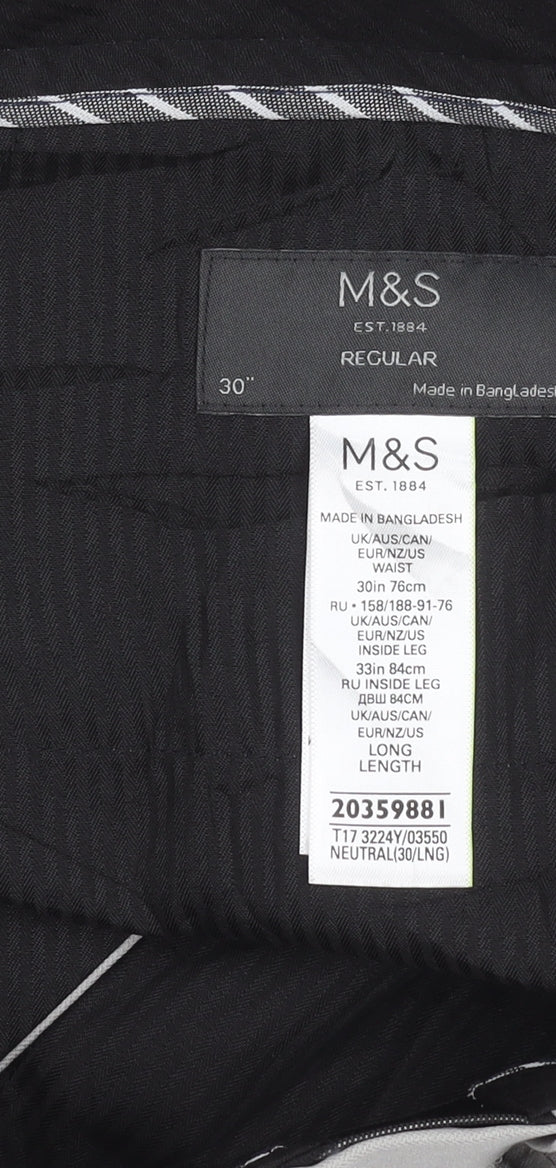 M&S
EST.1884
REGULAR
30"
Made in Bangladesh
M&S
EST. 1884
MADE IN BANGLADESH
UK/AUS/CAN/
EUR/NZ/US
WAIST
30in 76cm
RU • 158/188-91-76
UK/AUS/CAN/
EUR/NZ/US
INSIDE LEG
33in 84cm
RU INSIDE LEG
ДВШ 84СМ
UK/AUS/CAN/
EUR/NZ/US
LONG
LENGTH
20359881
T17 3224Y/03550
NEUTRAL(30/LNG)